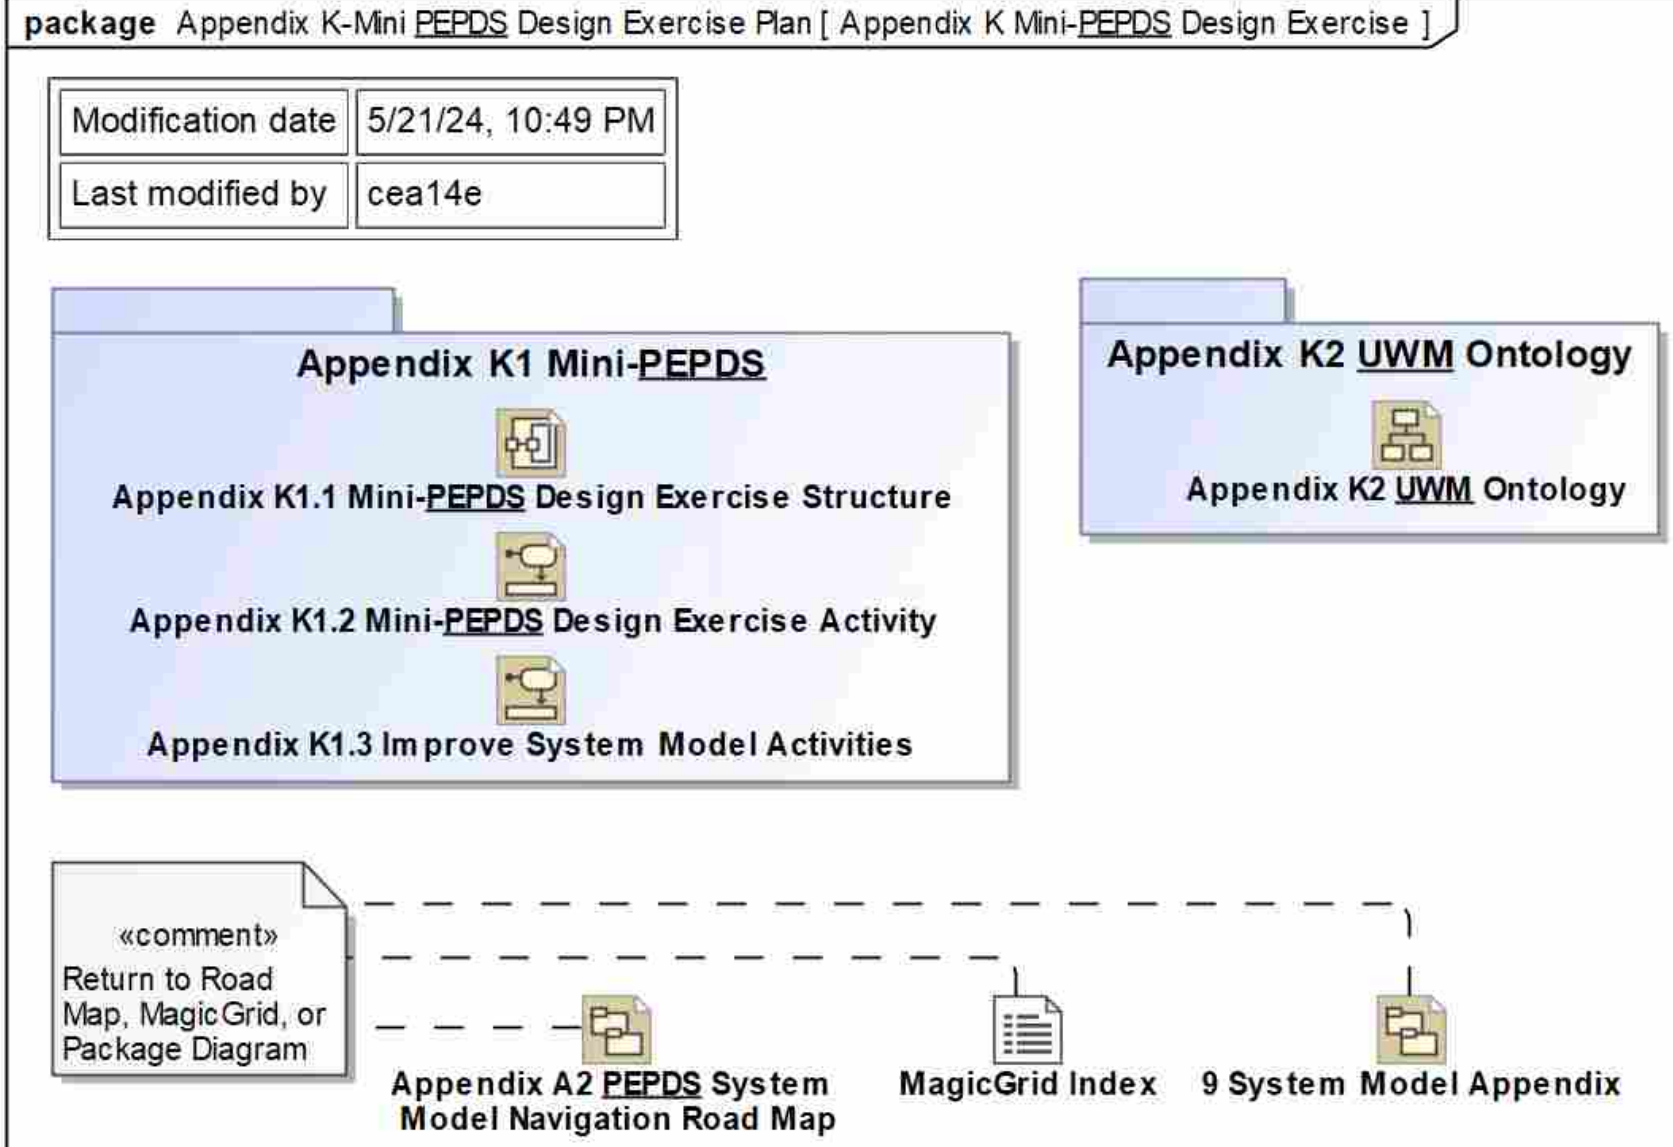 package Appendix K-Mini PEPDS Design Exercise Plan [ Appendix K Mini-PEPDS Design Exercise ]
Modification date 5/21/24, 10:49 PM
Last modified by cea14e
Appendix K1 Mini-PEPDS
Appendix K1.1 Mini-PEPDS Design Exercise Structure
Appendix K1.2 Mini-PEPDS Design Exercise Activity
Appendix K1.3 Improve System Model Activities
Appendix K2 UWM Ontology
Appendix K2 UWM Ontology
«comment»
Return to Road
Map, MagicGrid, or
Package Diagram
Appendix A2 PEPDS System
Model Navigation Road Map
MagicGrid Index
9 System Model Appendix